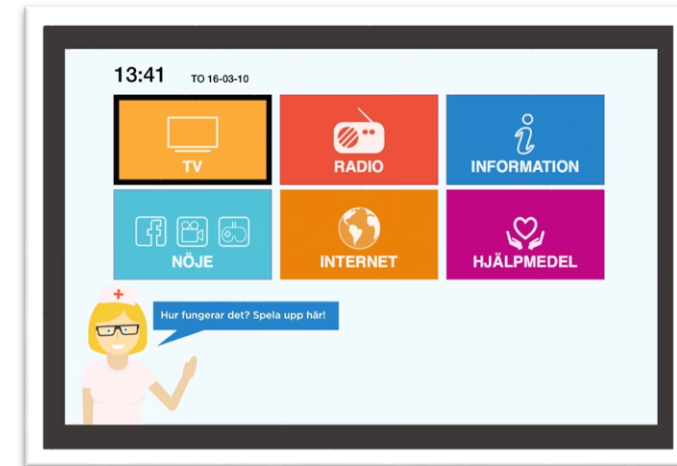 13:41 TO 16-03-10
TV
RADIO
INFORMATION
NÖJE
INTERNET
HJÄLPMEDEL
Hur fungerar det? Spela upp här!